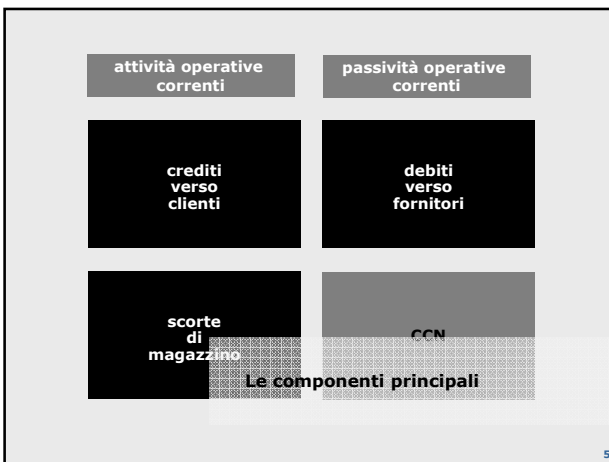 attività operative
correnti
passività operative
correnti
crediti
verso
clienti
debiti
verso
fornitori
scorte
di
magazzino
CCN
Le componenti principali
5